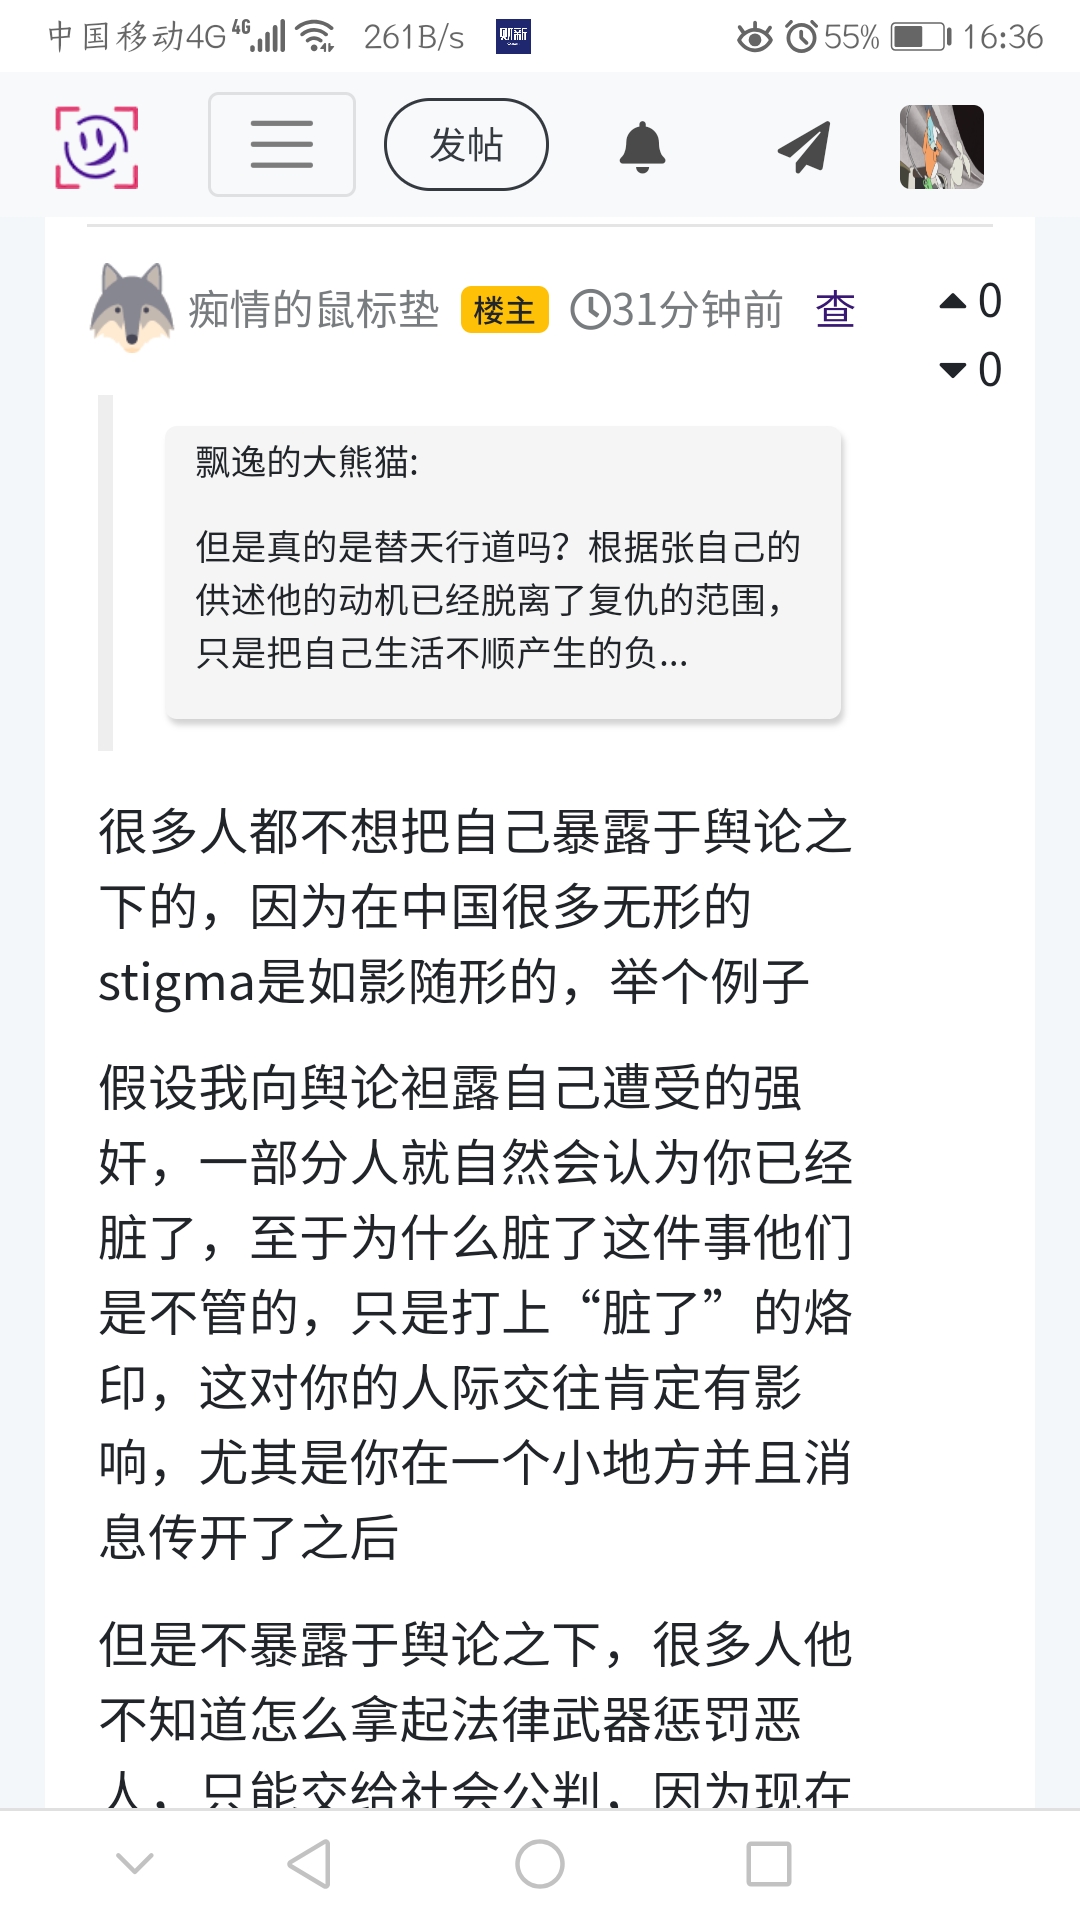 中国移动4G 4G 261B/s 财新 55% 16:36
发帖
痴情的鼠标垫 楼主 31分钟前 查 0
0
飘逸的大熊猫:
但是真的是替天行道吗？根据张自己的
供述他的动机已经脱离了复仇的范围，
只是把自己生活不顺产生的负...
很多人都不想把自己暴露于舆论之
下的，因为在中国很多无形的
stigma是如影随形的，举个例子
假设我向舆论袒露自己遭受的强
奸，一部分人就自然会认为你已经
脏了，至于为什么脏了这件事他们
是不管的，只是打上“脏了”的烙
印，这对你的人际交往肯定有影
响，尤其是你在一个小地方并且消
息传开了之后
但是不暴露于舆论之下，很多人他
不知道怎么拿起法律武器惩罚恶
人，只能交给社会公判，因为现在